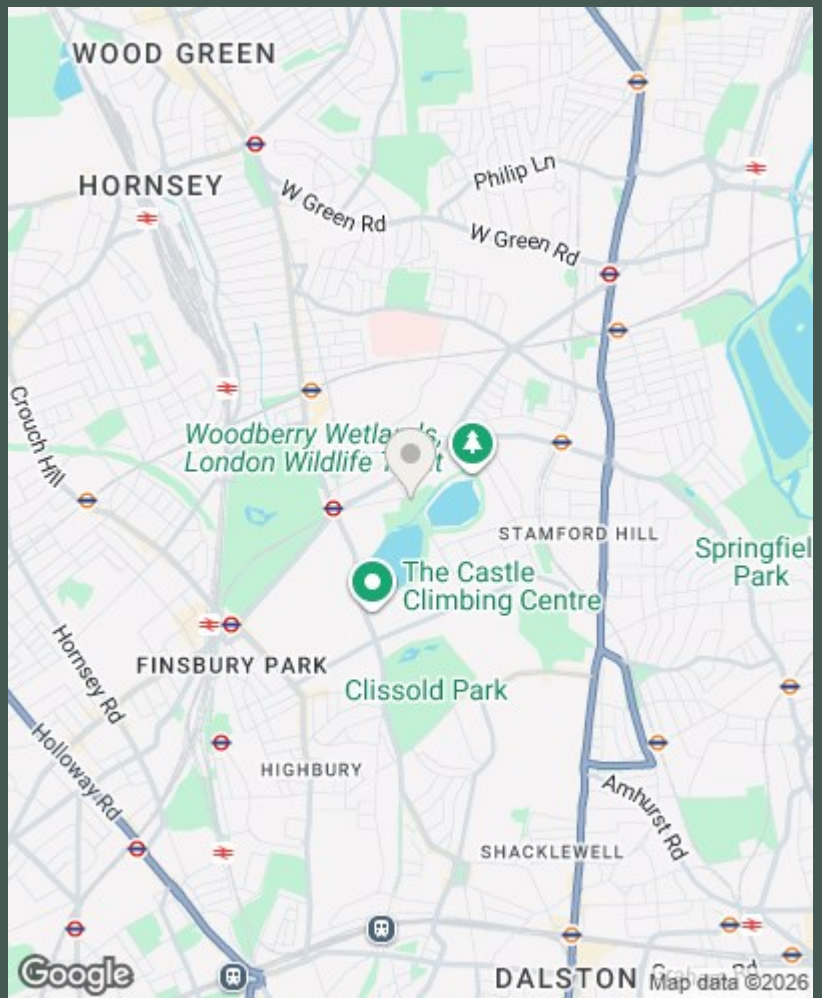 WOOD GREEN
Philip Ln
HORNSEY
W Green Rd
W Green Rd
Crouch Hill
Woodberry Wetlands,
London Wildlife T t
STAMFORD HILL
Springfiel
Park
The Castle
Climbing Centre
Hornsey Rd
FINSBURY PARK
Clissold Park
Holloway Rd
HIGHBURY
Amhurst Rd
SHACKLEWELL
Google
DALSTON
Map data ©2026